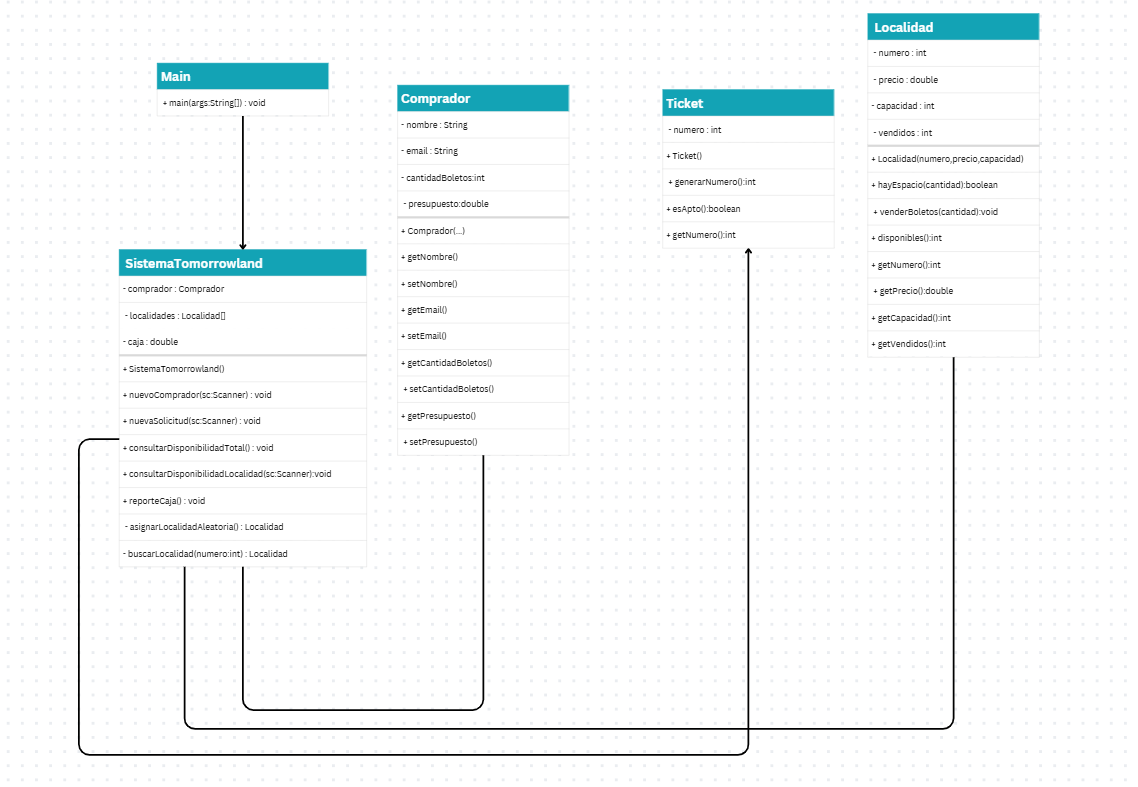 Main
+ main(args:String[]) : void
SistemaTomorrowland
- comprador : Comprador
- localidades : Localidad[]
- caja : double
+ SistemaTomorrowland()
+ nuevoComprador(sc:Scanner) : void
+ nuevaSolicitud(sc:Scanner) : void
+ consultarDisponibilidadTotal() : void
+ consultarDisponibilidadLocalidad(sc:Scanner):void
+ reporteCaja() : void
- asignarLocalidadAleatoria() : Localidad
- buscarLocalidad(numero:int) : Localidad
Comprador
- nombre : String
- email : String
- cantidadBoletos:int
- presupuesto:double
+ Comprador(...)
+ getNombre()
+ setNombre()
+ getEmail()
+ setEmail()
+ getCantidadBoletos()
+ setCantidadBoletos()
+ getPresupuesto()
+ setPresupuesto()
Ticket
- numero : int
+ Ticket()
+ generarNumero():int
+ esApto():boolean
+ getNumero():int
Localidad
- numero : int
- precio : double
- capacidad : int
- vendidos : int
+ Localidad(numero,precio,capacidad)
+ hayEspacio(cantidad):boolean
+ venderBoletos(cantidad):void
+ disponibles():int
+ getNumero():int
+ getPrecio():double
+ getCapacidad():int
+ getVendidos():int